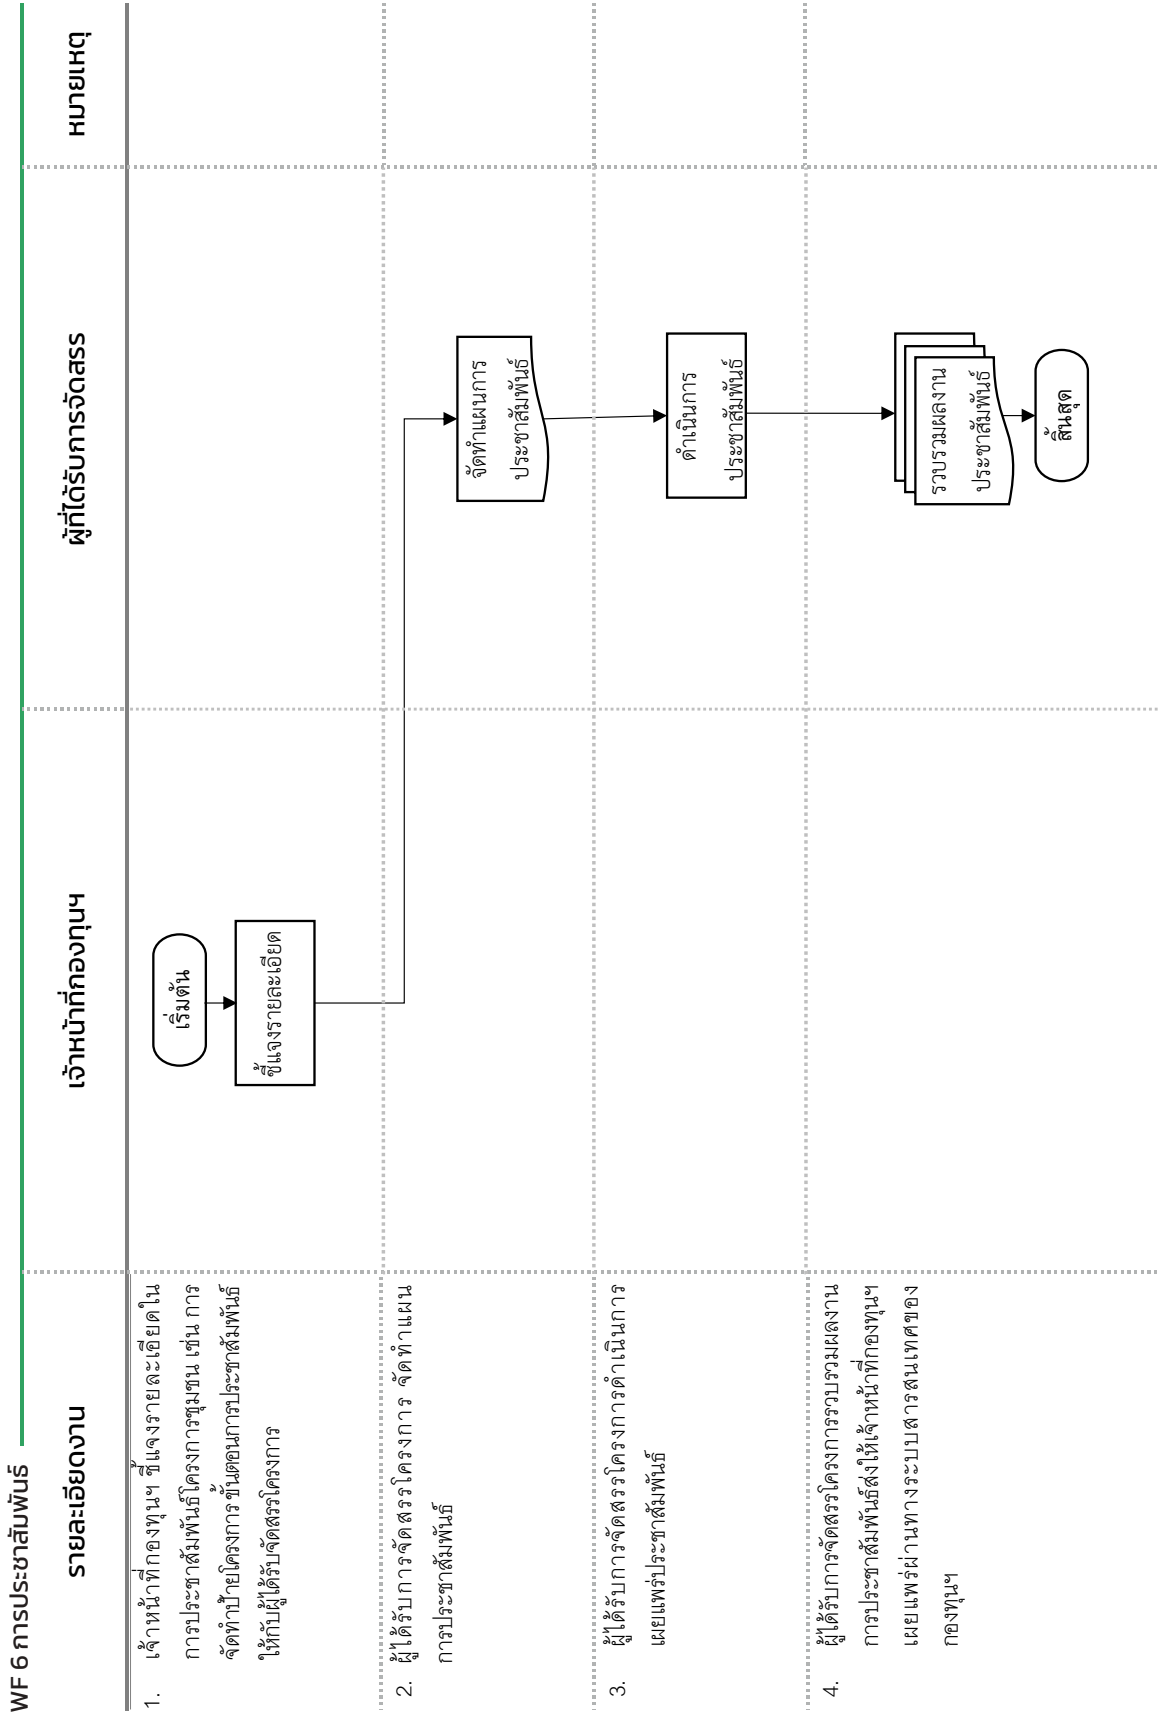 WF 6 การประชาสัมพันธ์
รายละเอียดงาน
เจ้าหน้าที่กองทุนฯ
ผู้ที่ได้รับการจัดสรร
หมายเหตุ
1. เจ้าหน้าที่กองทุนฯ ชี้แจงรายละเอียดใน
การประชาสัมพันธ์โครงการชุมชน เช่น การ
จัดทำป้ายโครงการ ขั้นตอนการประชาสัมพันธ์
ให้กับผู้ได้รับจัดสรรโครงการ
เริ่มต้น
ชี้แจงรายละเอียด
2. ผู้ได้รับการจัดสรรโครงการ จัดทำแผน
การประชาสัมพันธ์
จัดทำแผนการ
ประชาสัมพันธ์
3. ผู้ได้รับการจัดสรรโครงการดำเนินการ
เผยแพร่ประชาสัมพันธ์
ดำเนินการ
ประชาสัมพันธ์
4. ผู้ได้รับการจัดสรรโครงการรวบรวมผลงาน
การประชาสัมพันธ์ส่งให้เจ้าหน้าที่กองทุนฯ
เผยแพร่ผ่านทางระบบสารสนเทศของ
กองทุนฯ
รวบรวมผลงาน
ประชาสัมพันธ์
สิ้นสุด